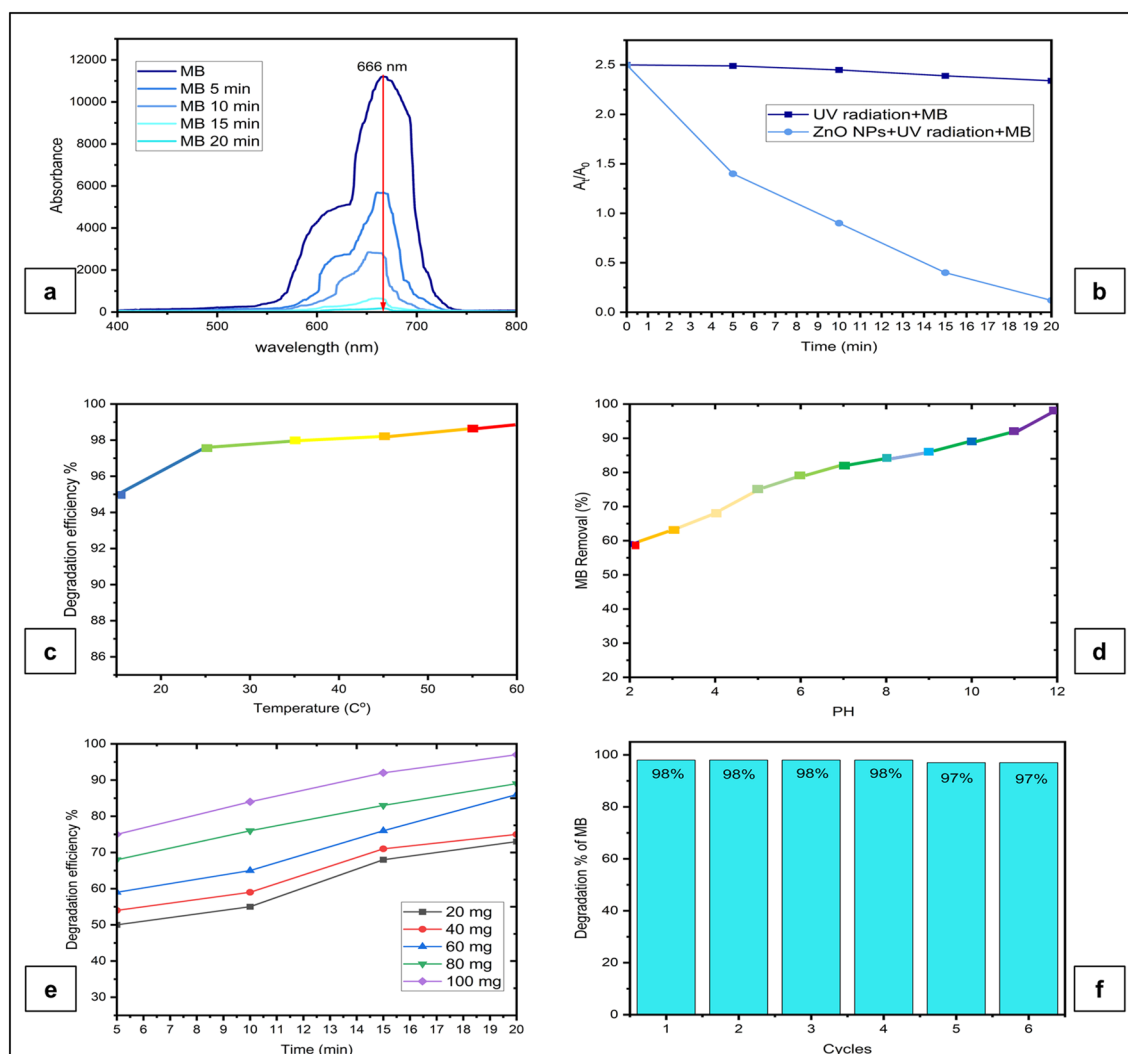 12000
10000
8000
6000
4000
2000
0
Absorbance
MB
MB 5 min
MB 10 min
MB 15 min
MB 20 min
666 nm
400 500 600 700 800
wavelength (nm)
a
2.5
2.0
1.5
1.0
0.5
0.0
At/A0
UV radiation+MB
ZnO NPs+UV radiation+MB
0 1 2 3 4 5 6 7 8 9 10 11 12 13 14 15 16 17 18 19 20
Time (min)
b
100
98
96
94
92
90
88
86
Degradation efficiency %
20 30 40 50 60
Temperature (Cº)
c
100
90
80
70
60
50
40
30
20
MB Removal (%)
2 4 6 8 10 12
PH
d
100
90
80
70
60
50
40
30
Degradation efficiency %
20 mg
40 mg
60 mg
80 mg
100 mg
5 6 7 8 9 10 11 12 13 14 15 16 17 18 19 20
Time (min)
e
100
80
60
40
20
0
Degradation % of MB
98% 98% 98% 98% 97% 97%
1 2 3 4 5 6
Cycles
f